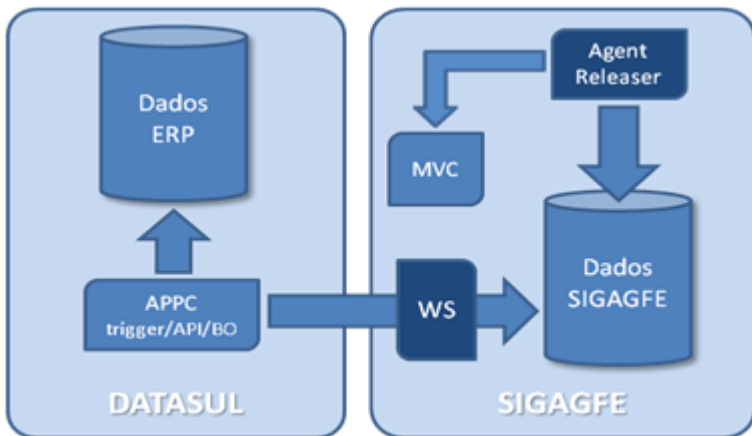 Dados
ERP
APPC
trigger/API/BO
DATASUL
Agent
Releaser
MVC
WS
Dados
SIGAGFE
SIGAGFE